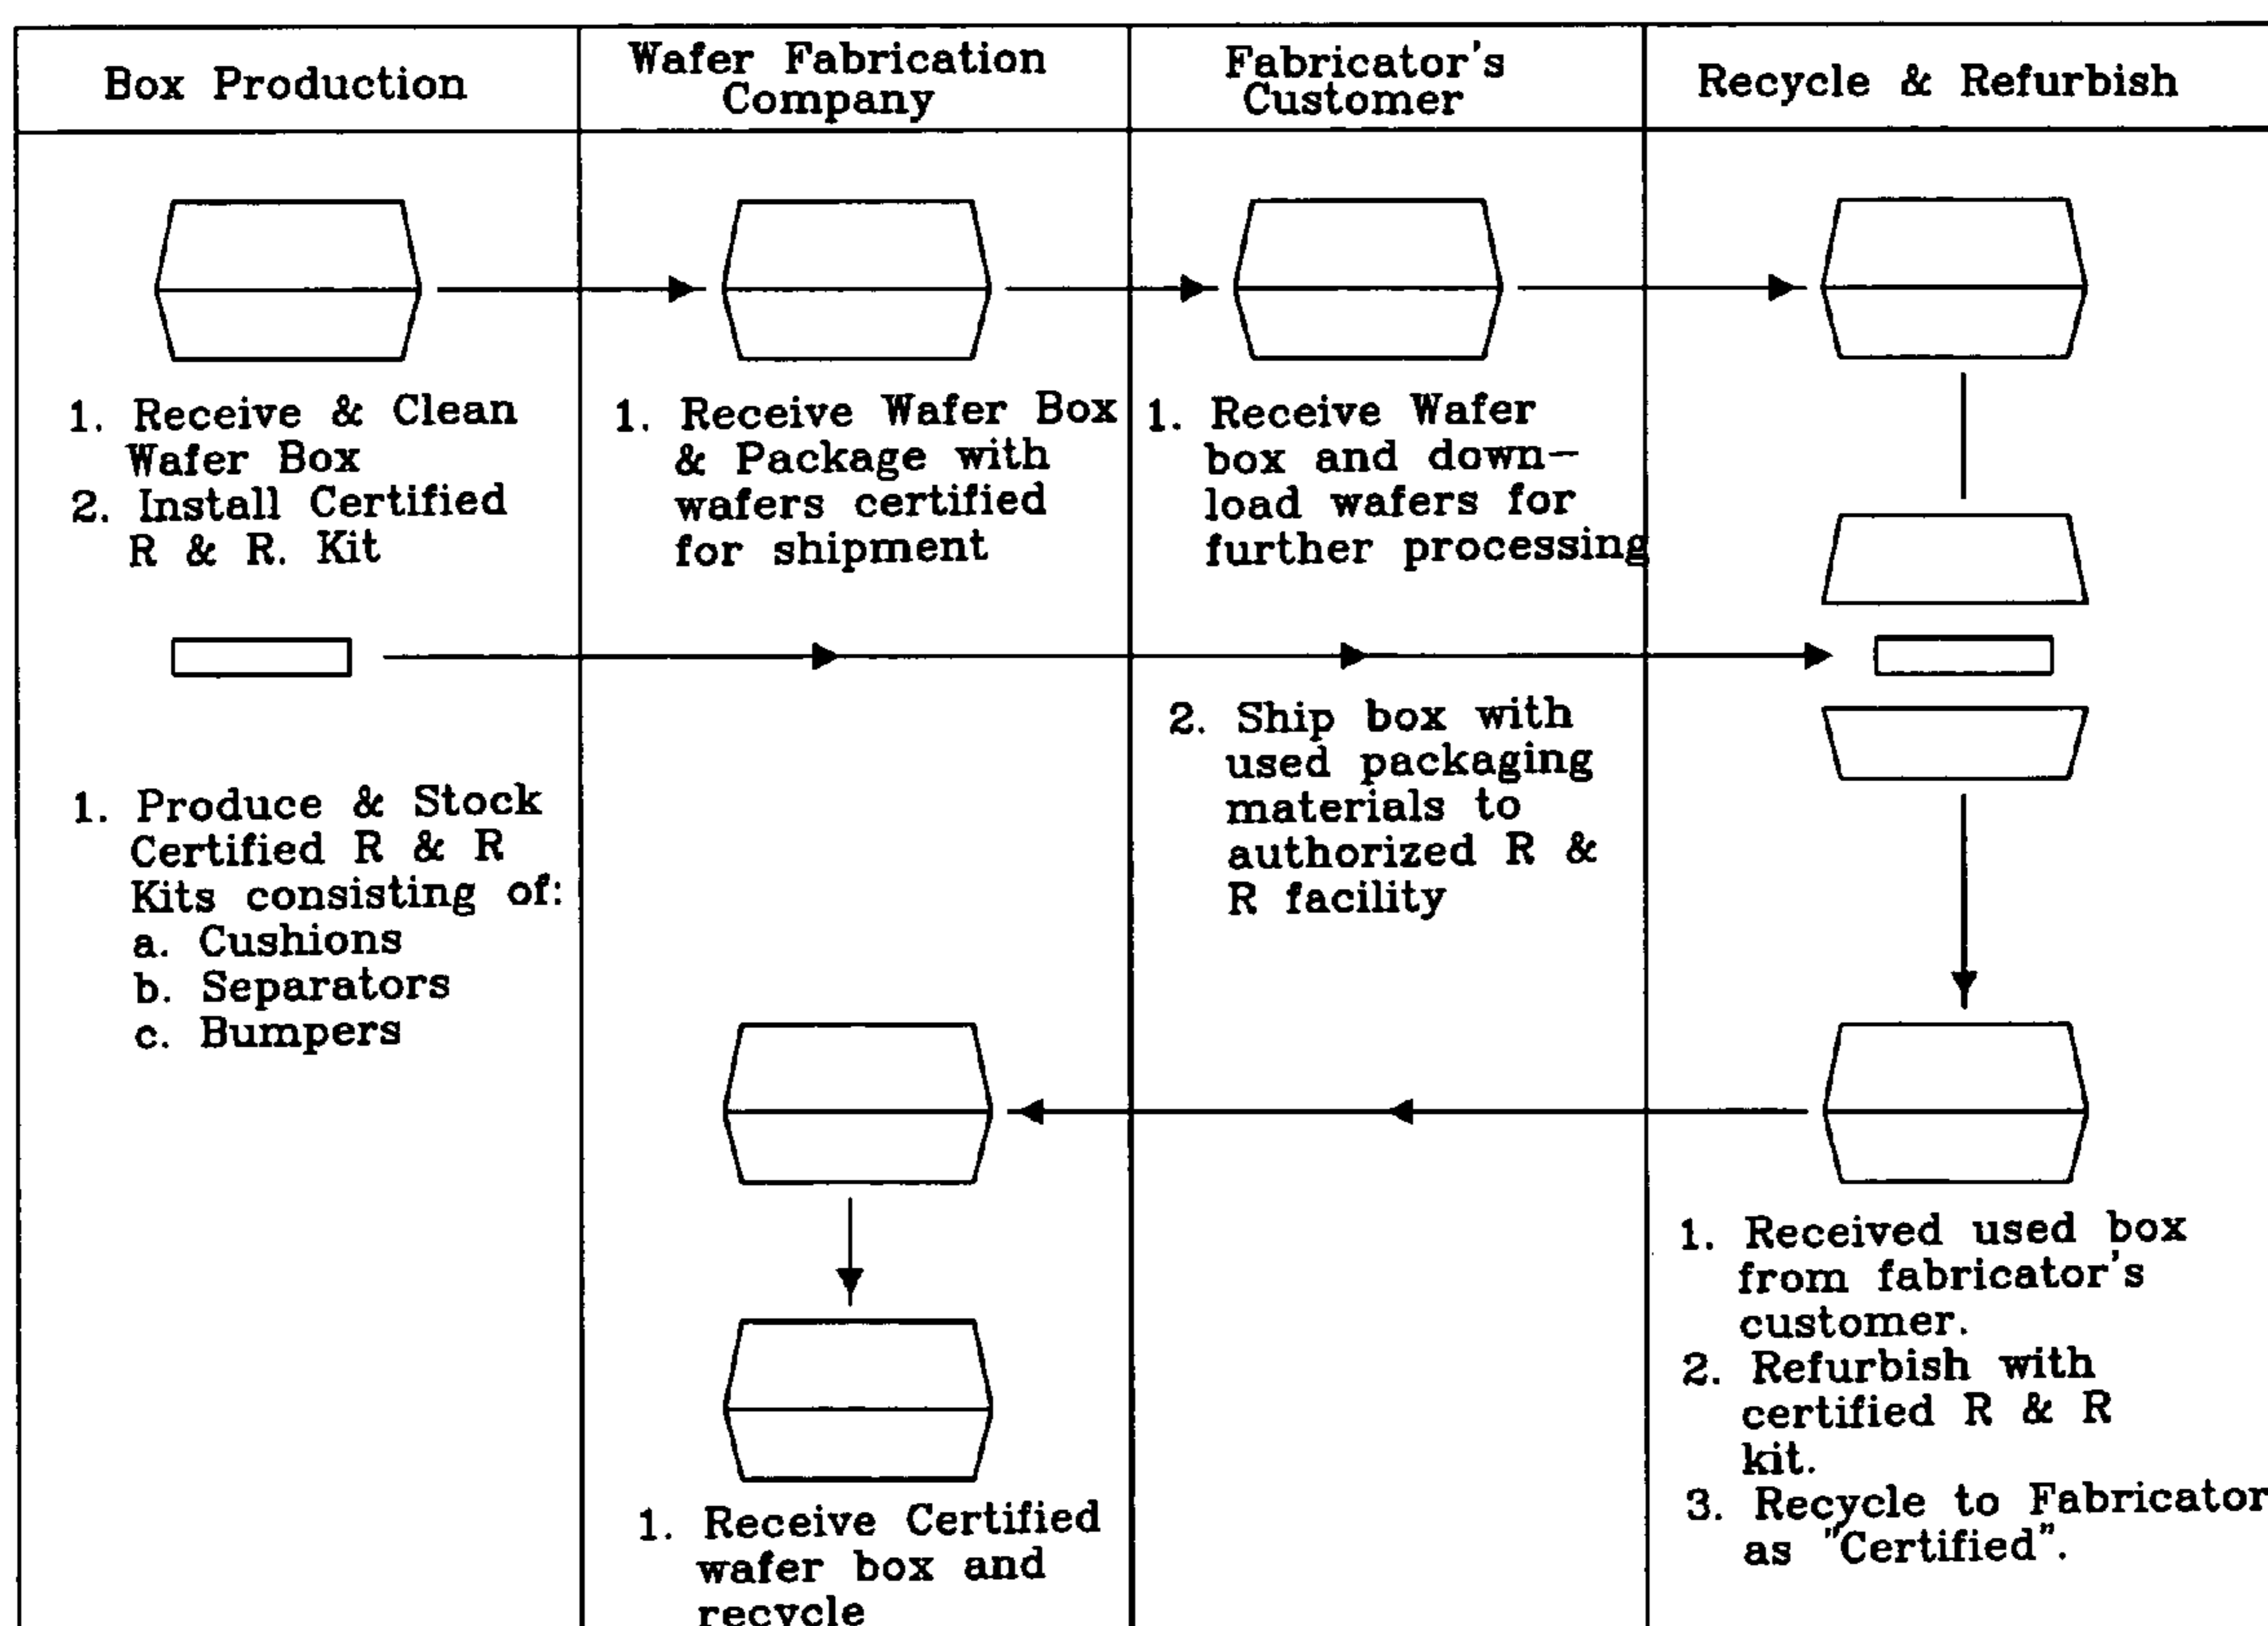 Box Production
Wafer Fabrication
Company
Fabricator's
Customer
Recycle & Refurbish
1. Receive & Clean
Wafer Box
2. Install Certified
R & R. Kit
1. Produce & Stock
Certified R & R
Kits consisting of:
a. Cushions
b. Separators
c. Bumpers
1. Receive Wafer Box
& Package with
wafers certified
for shipment
1. Receive Certified
wafer box and
recycle
1. Receive Wafer
box and down-
load wafers for
further processing
2. Ship box with
used packaging
materials to
authorized R &
R facility
1. Received used box
from fabricator's
customer.
2. Refurbish with
certified R & R
kit.
3. Recycle to Fabricator
as "Certified".